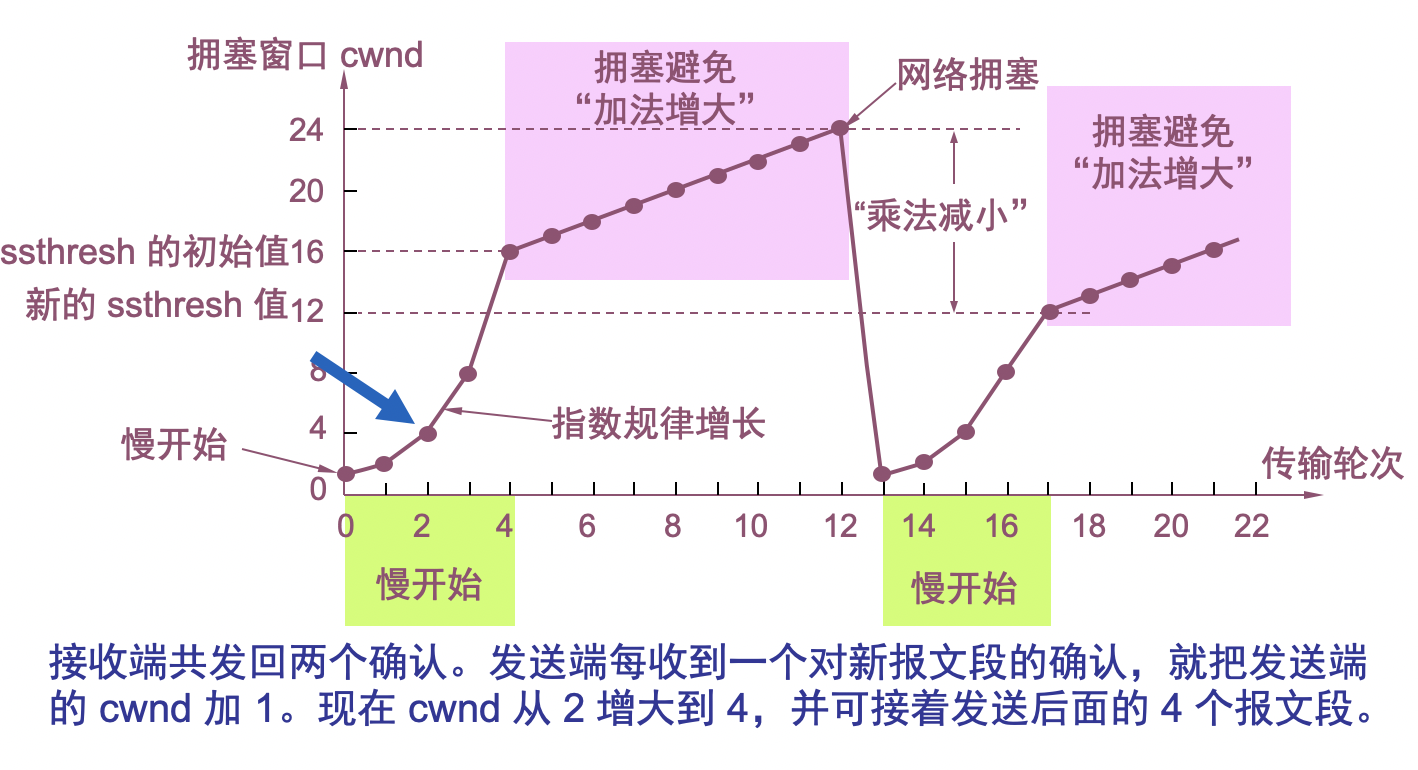 拥塞窗口 cwnd
拥塞避免
“加法增大”
网络拥塞
24
拥塞避免
“加法增大”
20
“乘法减小”
ssthresh 的初始值16
新的 ssthresh 值12
8
4
指数规律增长
慢开始
传输轮次
0
0 2 4 6 8 10 12 14 16 18 20 22
慢开始
慢开始
接收端共发回两个确认。发送端每收到一个对新报文段的确认，就把发送端
的 cwnd 加 1。现在 cwnd 从 2 增大到 4，并可接着发送后面的 4 个报文段。